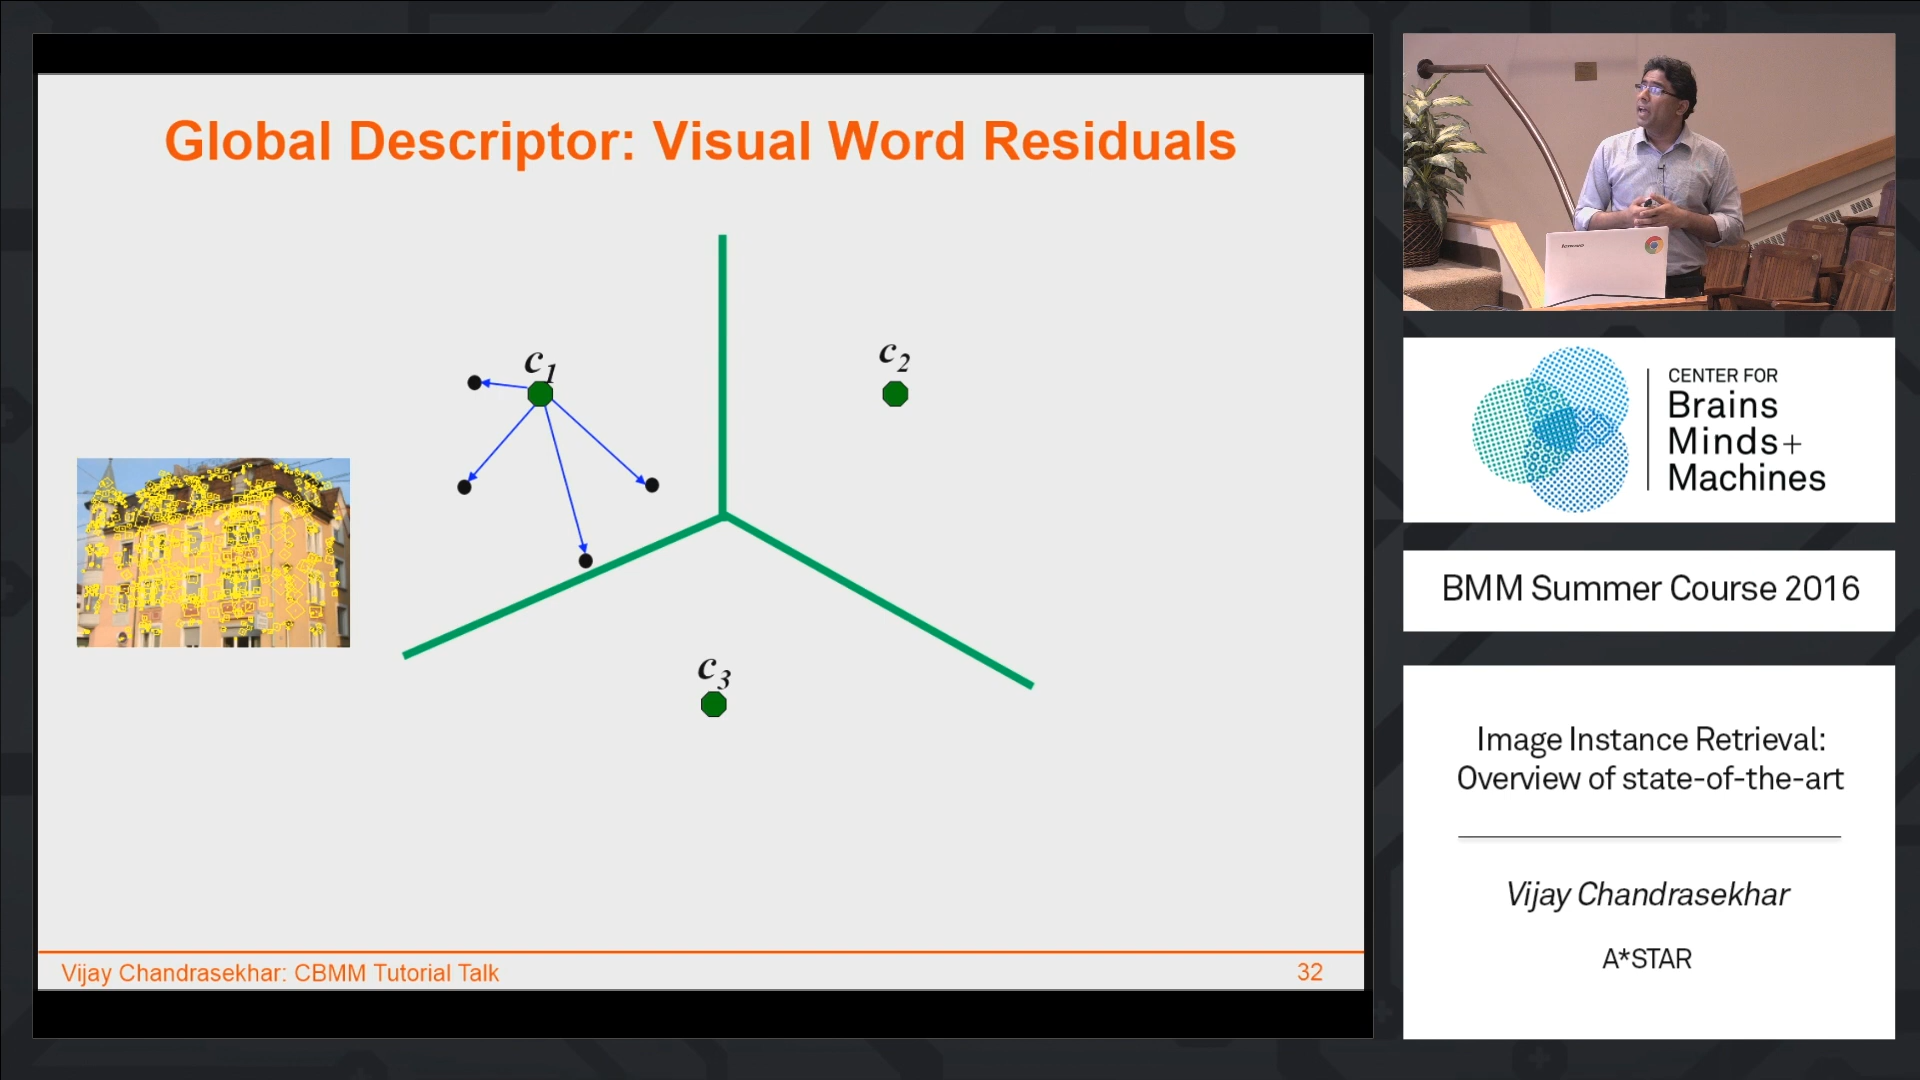 Global Descriptor: Visual Word Residuals
c1
c2
c3
Vijay Chandrasekhar: CBMM Tutorial Talk
32
lenovo
CENTER FOR
Brains
Minds+
Machines
BMM Summer Course 2016
Image Instance Retrieval:
Overview of state-of-the-art
Vijay Chandrasekhar
A*STAR